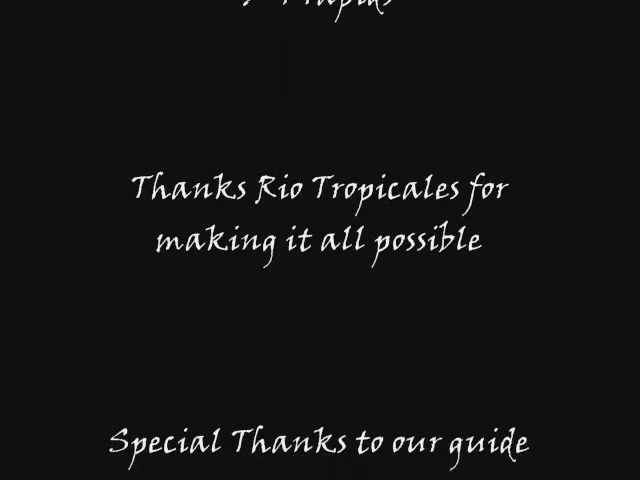 Thanks Rio Tropicales for
making it all possible
Special Thanks to our guide